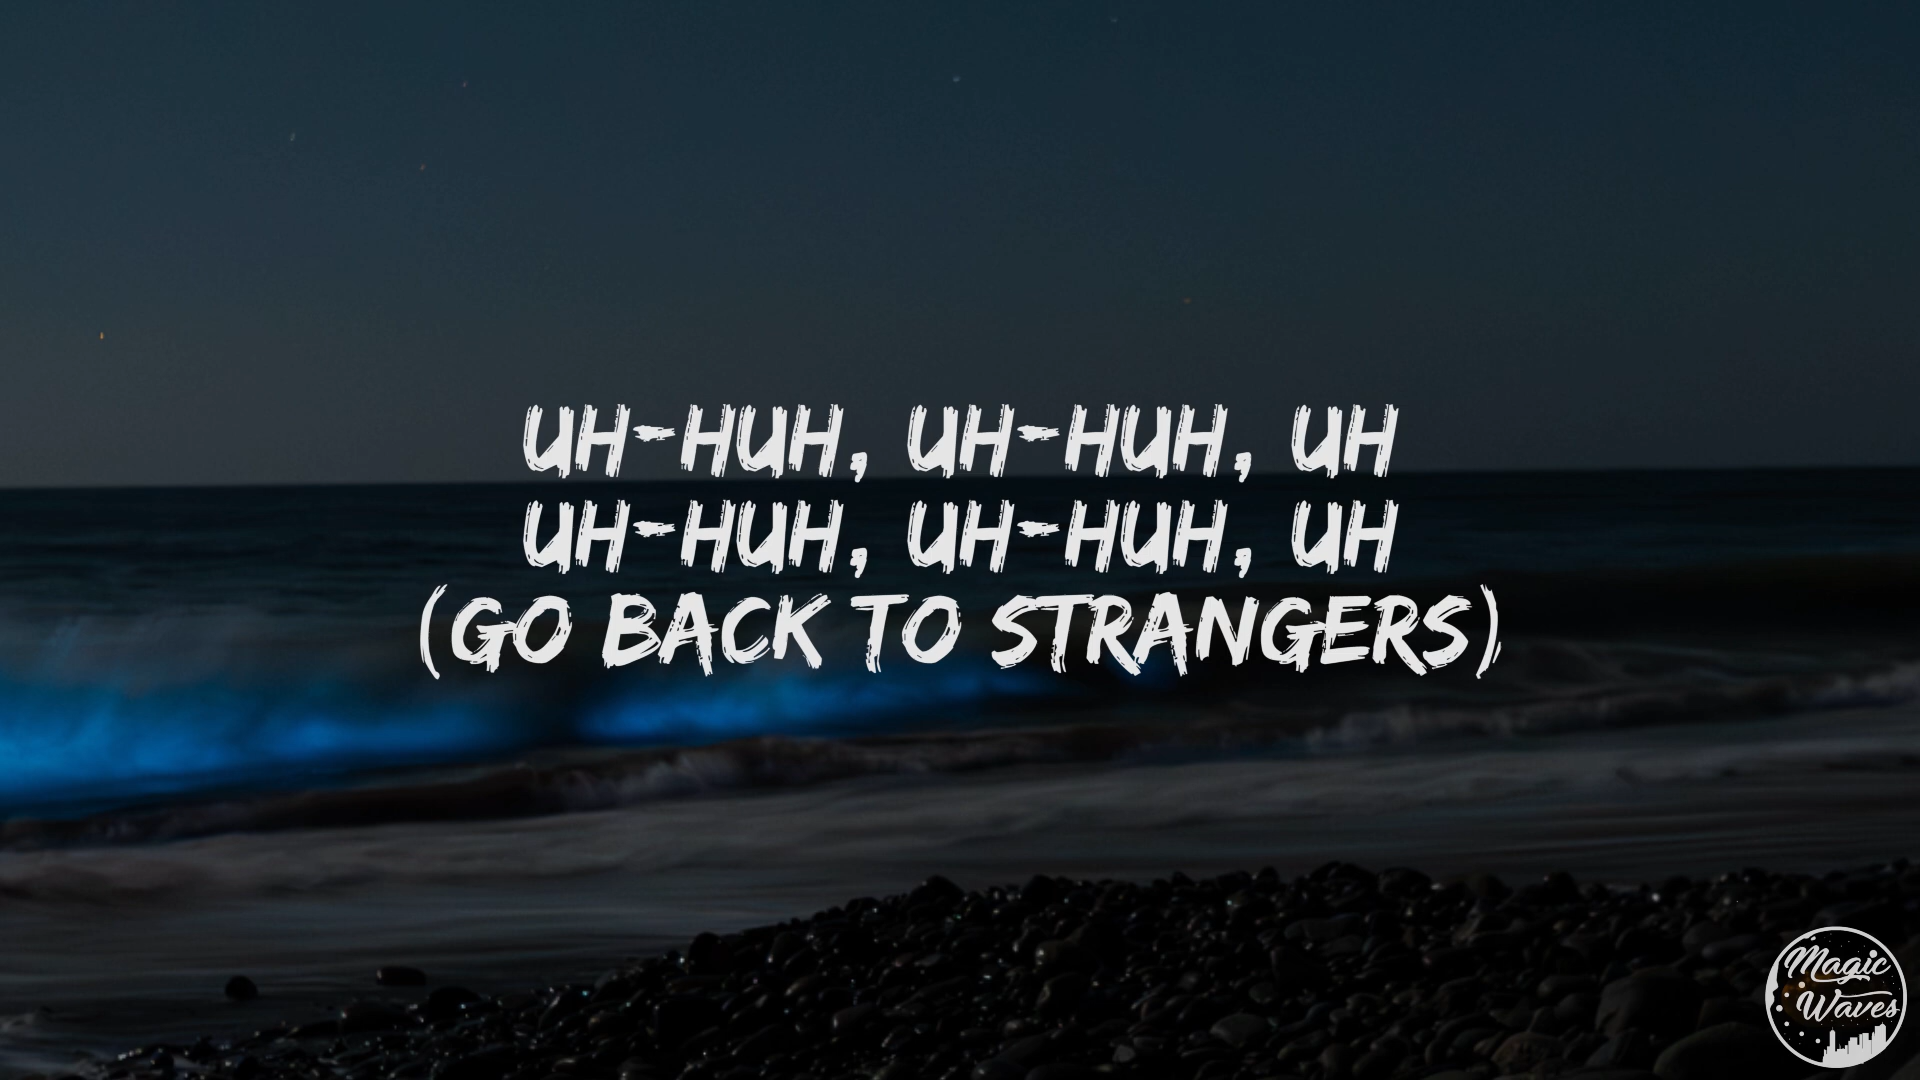 UH-HUH, UH-HUH, UH
UH-HUH, UH-HUH, UH
(GO BACK TO STRANGERS)
Magic
Waves